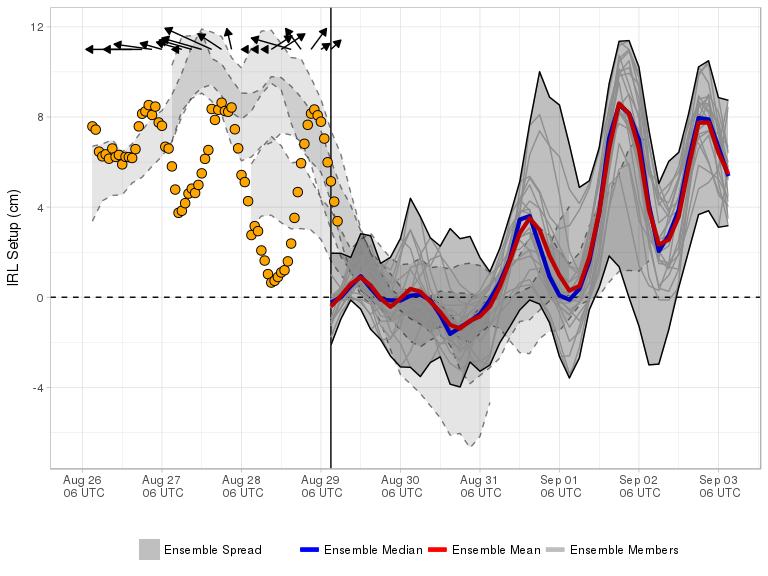 IRL Setup (cm)
12
8
4
0
-4
Aug 26 Aug 27 Aug 28 Aug 29 Aug 30 Aug 31 Sep 01 Sep 02 Sep 03
06 UTC 06 UTC 06 UTC 06 UTC 06 UTC 06 UTC 06 UTC 06 UTC 06 UTC
Ensemble Spread Ensemble Median Ensemble Mean Ensemble Members